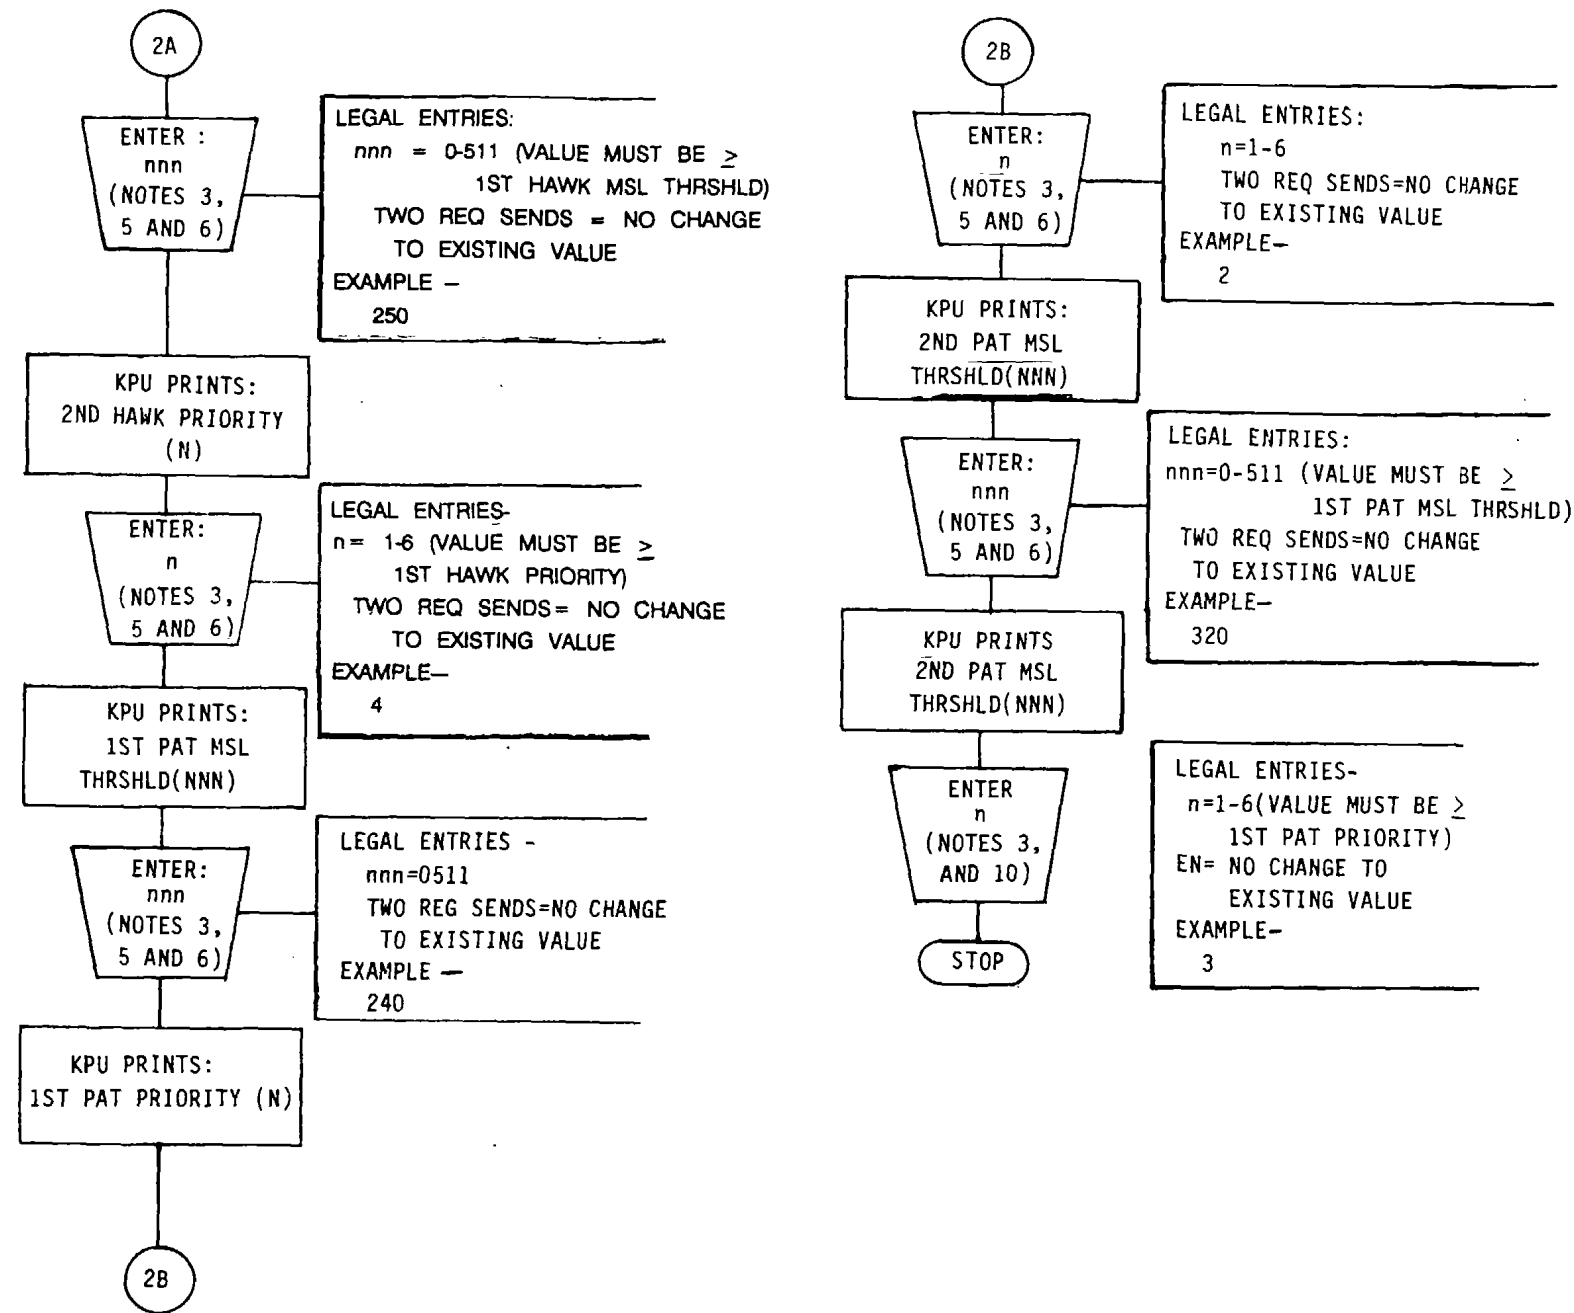 2A
ENTER :
nnn
(NOTES 3,
5 AND 6)
LEGAL ENTRIES:
nnn = 0-511 (VALUE MUST BE ≥
1ST HAWK MSL THRSHLD)
TWO REQ SENDS = NO CHANGE
TO EXISTING VALUE
EXAMPLE —
250
KPU PRINTS:
2ND HAWK PRIORITY
(N)
ENTER:
n
(NOTES 3,
5 AND 6)
LEGAL ENTRIES-
n= 1-6 (VALUE MUST BE ≥
1ST HAWK PRIORITY)
TWO REQ SENDS= NO CHANGE
TO EXISTING VALUE
EXAMPLE—
4
KPU PRINTS:
1ST PAT MSL
THRSHLD(NNN)
ENTER:
nnn
(NOTES 3,
5 AND 6)
LEGAL ENTRIES -
nnn=0511
TWO REG SENDS=NO CHANGE
TO EXISTING VALUE
EXAMPLE —
240
KPU PRINTS:
1ST PAT PRIORITY (N)
2B
2B
ENTER:
n
(NOTES 3,
5 AND 6)
LEGAL ENTRIES:
n=1-6
TWO REQ SENDS=NO CHANGE
TO EXISTING VALUE
EXAMPLE—
2
KPU PRINTS:
2ND PAT MSL
THRSHLD(NNN)
ENTER:
nnn
(NOTES 3,
5 AND 6)
LEGAL ENTRIES:
nnn=0-511 (VALUE MUST BE ≥
1ST PAT MSL THRSHLD)
TWO REQ SENDS=NO CHANGE
TO EXISTING VALUE
EXAMPLE—
320
KPU PRINTS
2ND PAT MSL
THRSHLD(NNN)
ENTER
n
(NOTES 3,
AND 10)
LEGAL ENTRIES-
n=1-6(VALUE MUST BE ≥
1ST PAT PRIORITY)
EN= NO CHANGE TO
EXISTING VALUE
EXAMPLE-
3
STOP